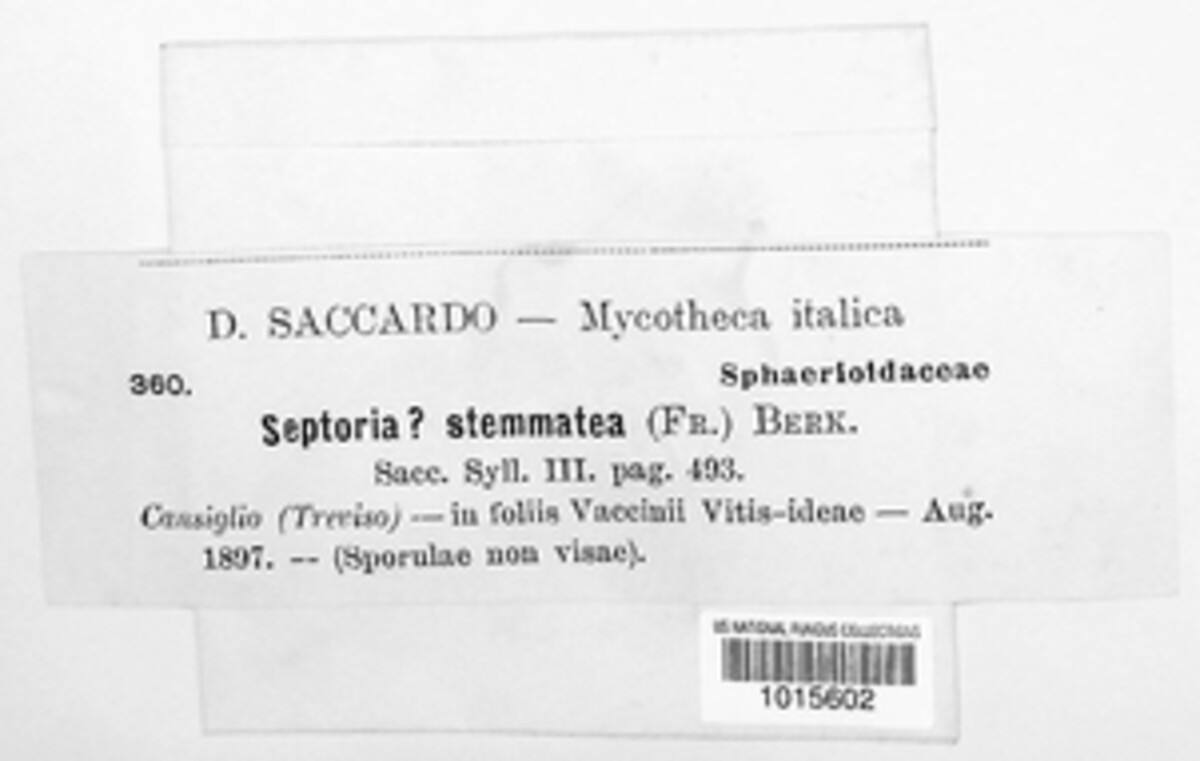 D. SACCARDO — Mycotheca italica
360.
Sphaerioidaceae
Septoria? stemmatea (FR.) BERK.
Sacc. Syll. III. pag. 493.
Cansiglio (Treviso) — in foliis Vaccinii Vitis-ideae — Aug.
1897. -- (Sporulae non visae).
US NATIONAL FUNGUS COLLECTIONS
1015602